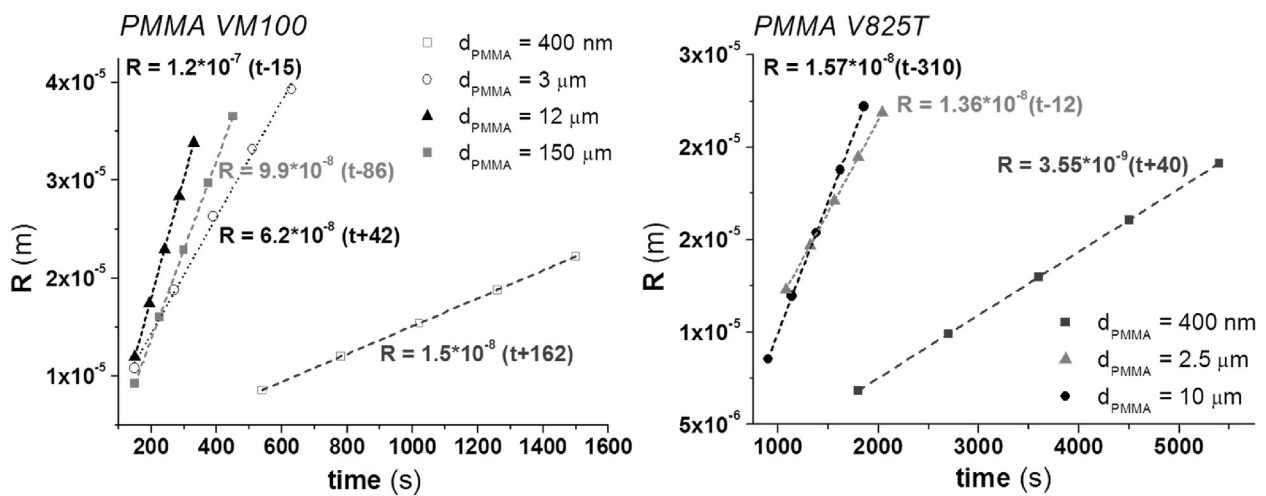 PMMA VM100
R = 1.2*10⁻⁷ (t-15)
R = 9.9*10⁻⁸ (t-86)
R = 6.2*10⁻⁸ (t+42)
R = 1.5*10⁻⁸ (t+162)
d_PMMA = 400 nm
d_PMMA = 3 μm
d_PMMA = 12 μm
d_PMMA = 150 μm
R (m)
4x10⁻⁵
3x10⁻⁵
2x10⁻⁵
1x10⁻⁵
200 400 600 800 1000 1200 1400 1600
time (s)
PMMA V825T
R = 1.57*10⁻⁸(t-310)
R = 1.36*10⁻⁸(t-12)
R = 3.55*10⁻⁹(t+40)
d_PMMA = 400 nm
d_PMMA = 2.5 μm
d_PMMA = 10 μm
R (m)
3x10⁻⁵
2x10⁻⁵
2x10⁻⁵
1x10⁻⁵
5x10⁻⁶
1000 2000 3000 4000 5000
time (s)